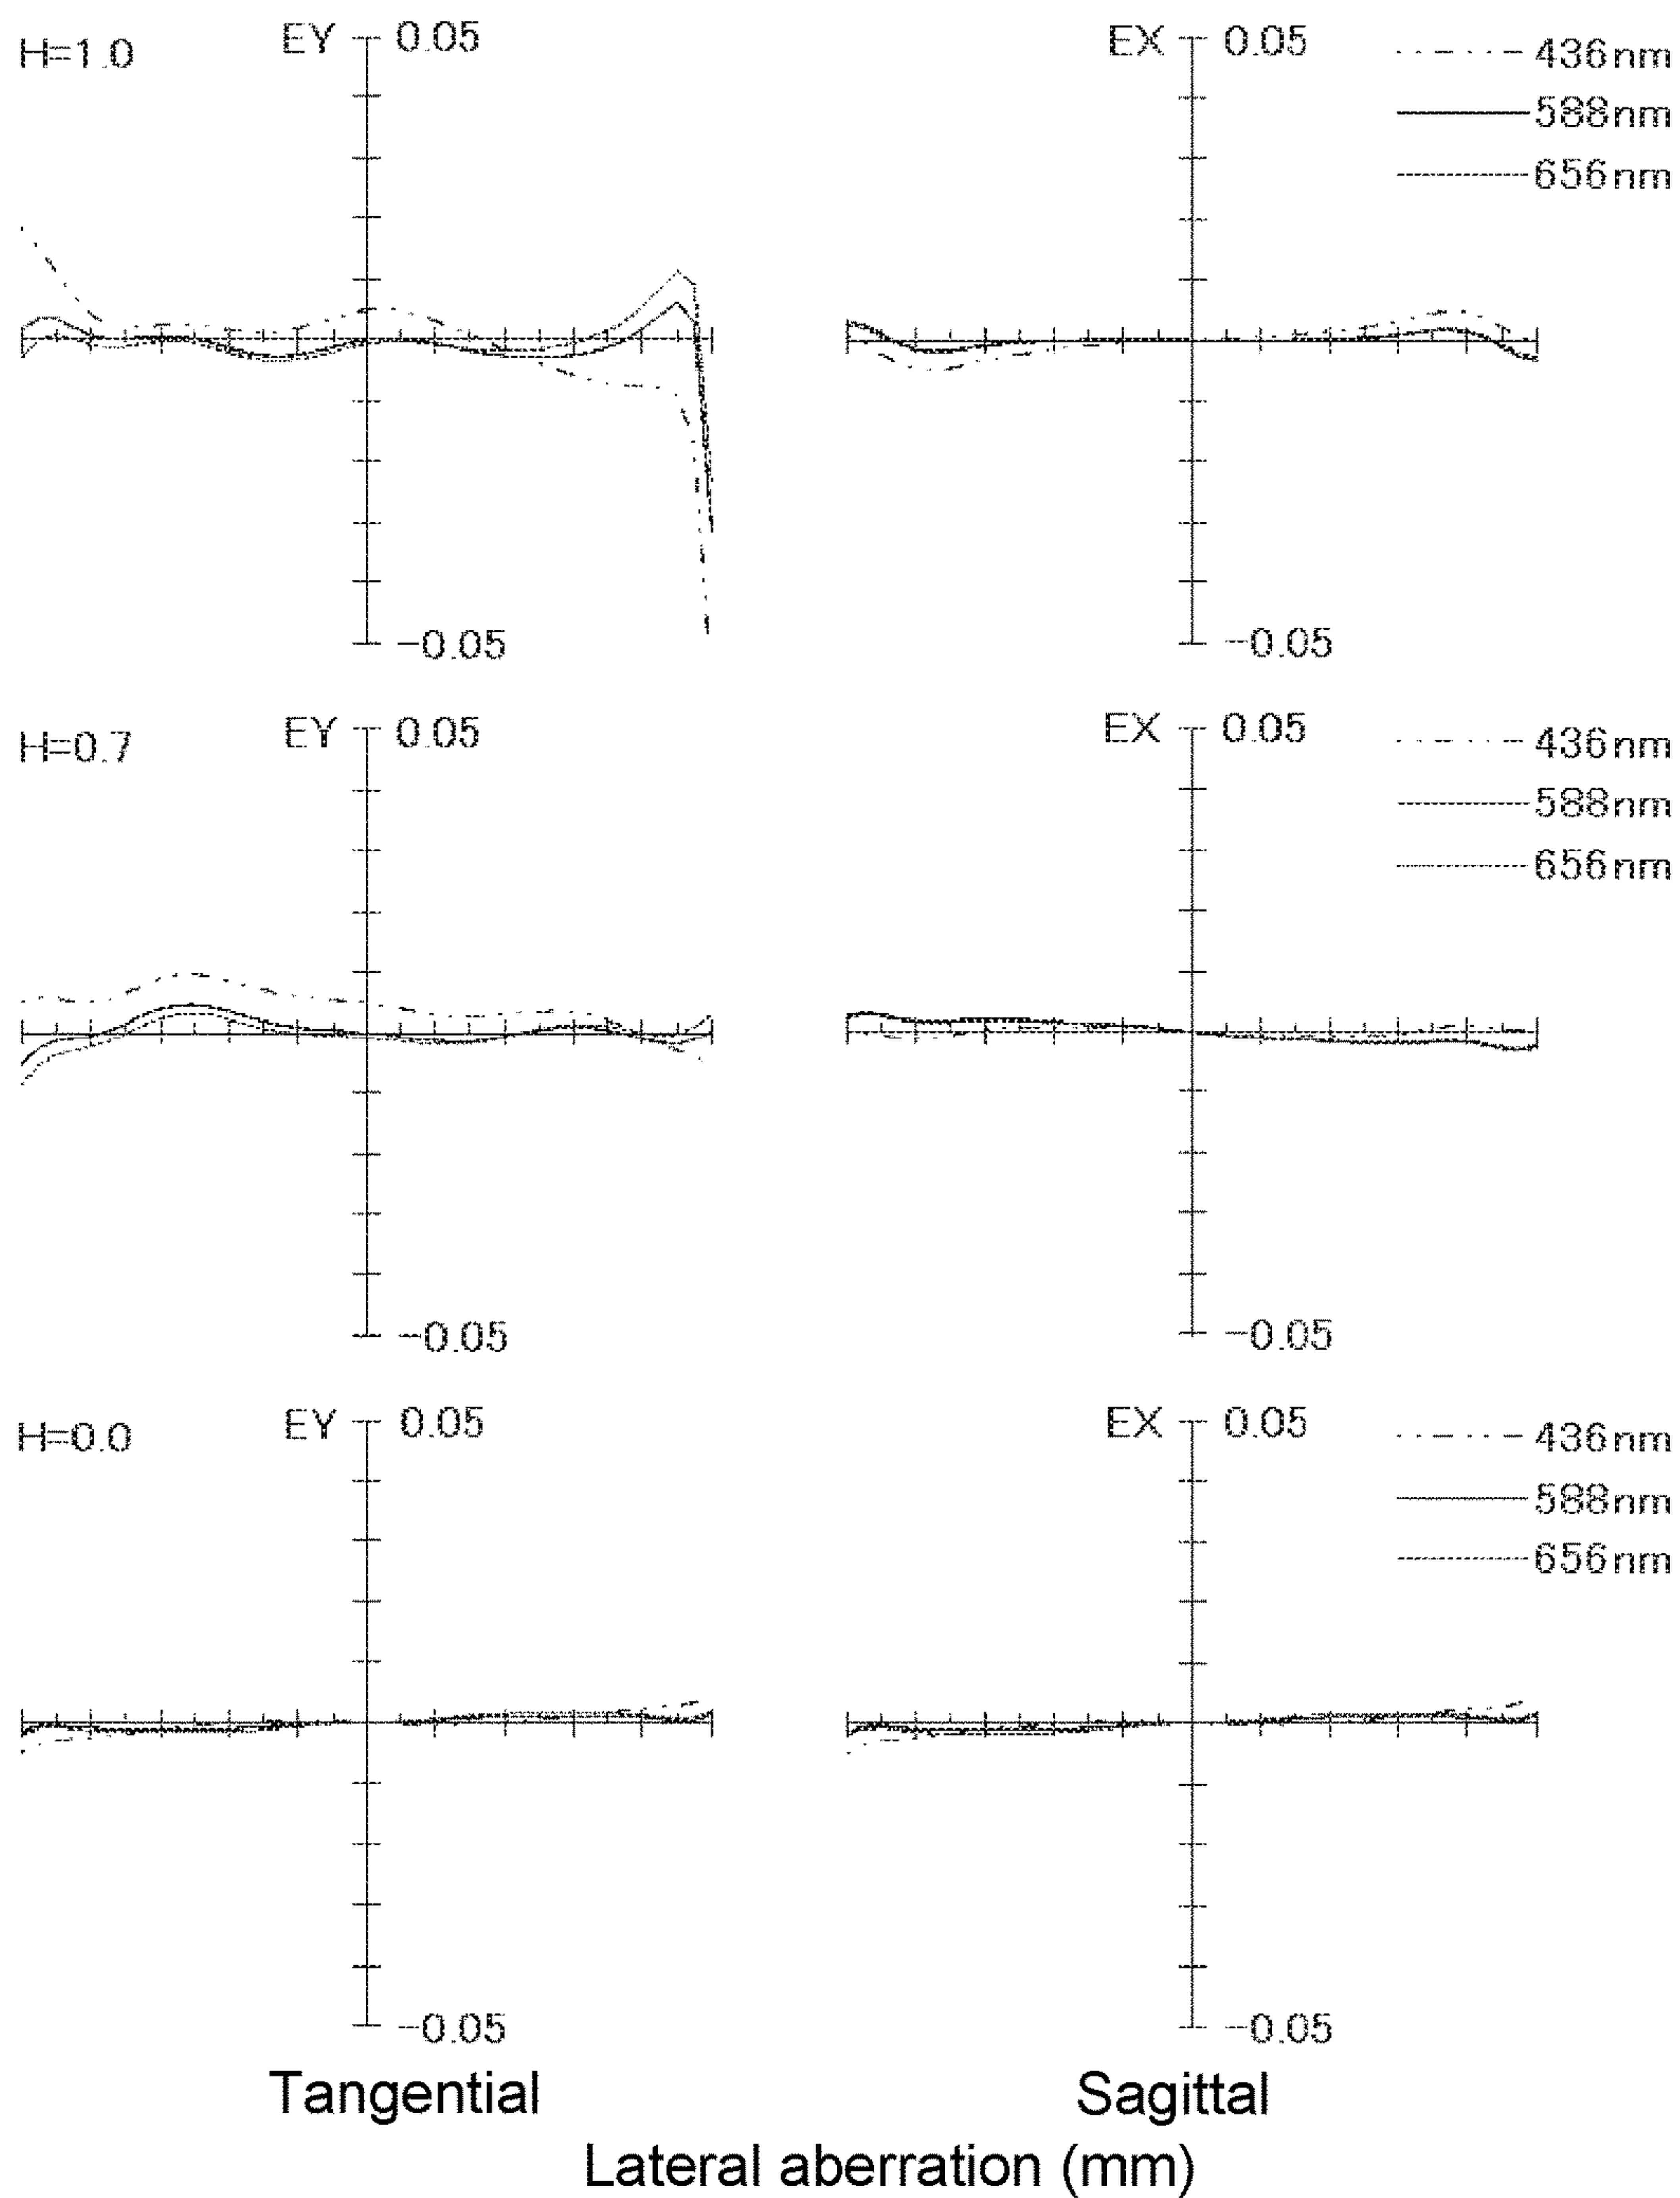 H=1.0 EY 0.05 EX 0.05 436nm
588nm
656nm
-0.05 -0.05
H=0.7 EY 0.05 EX 0.05 436nm
588nm
656nm
-0.05 -0.05
H=0.0 EY 0.05 EX 0.05 436nm
588nm
656nm
-0.05 -0.05
Tangential Sagittal
Lateral aberration (mm)